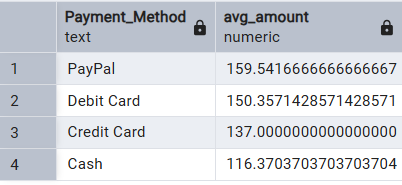 Payment_Method avg_amount
text numeric
1 PayPal 159.5416666666666667
2 Debit Card 150.3571428571428571
3 Credit Card 137.0000000000000000
4 Cash 116.3703703703703704